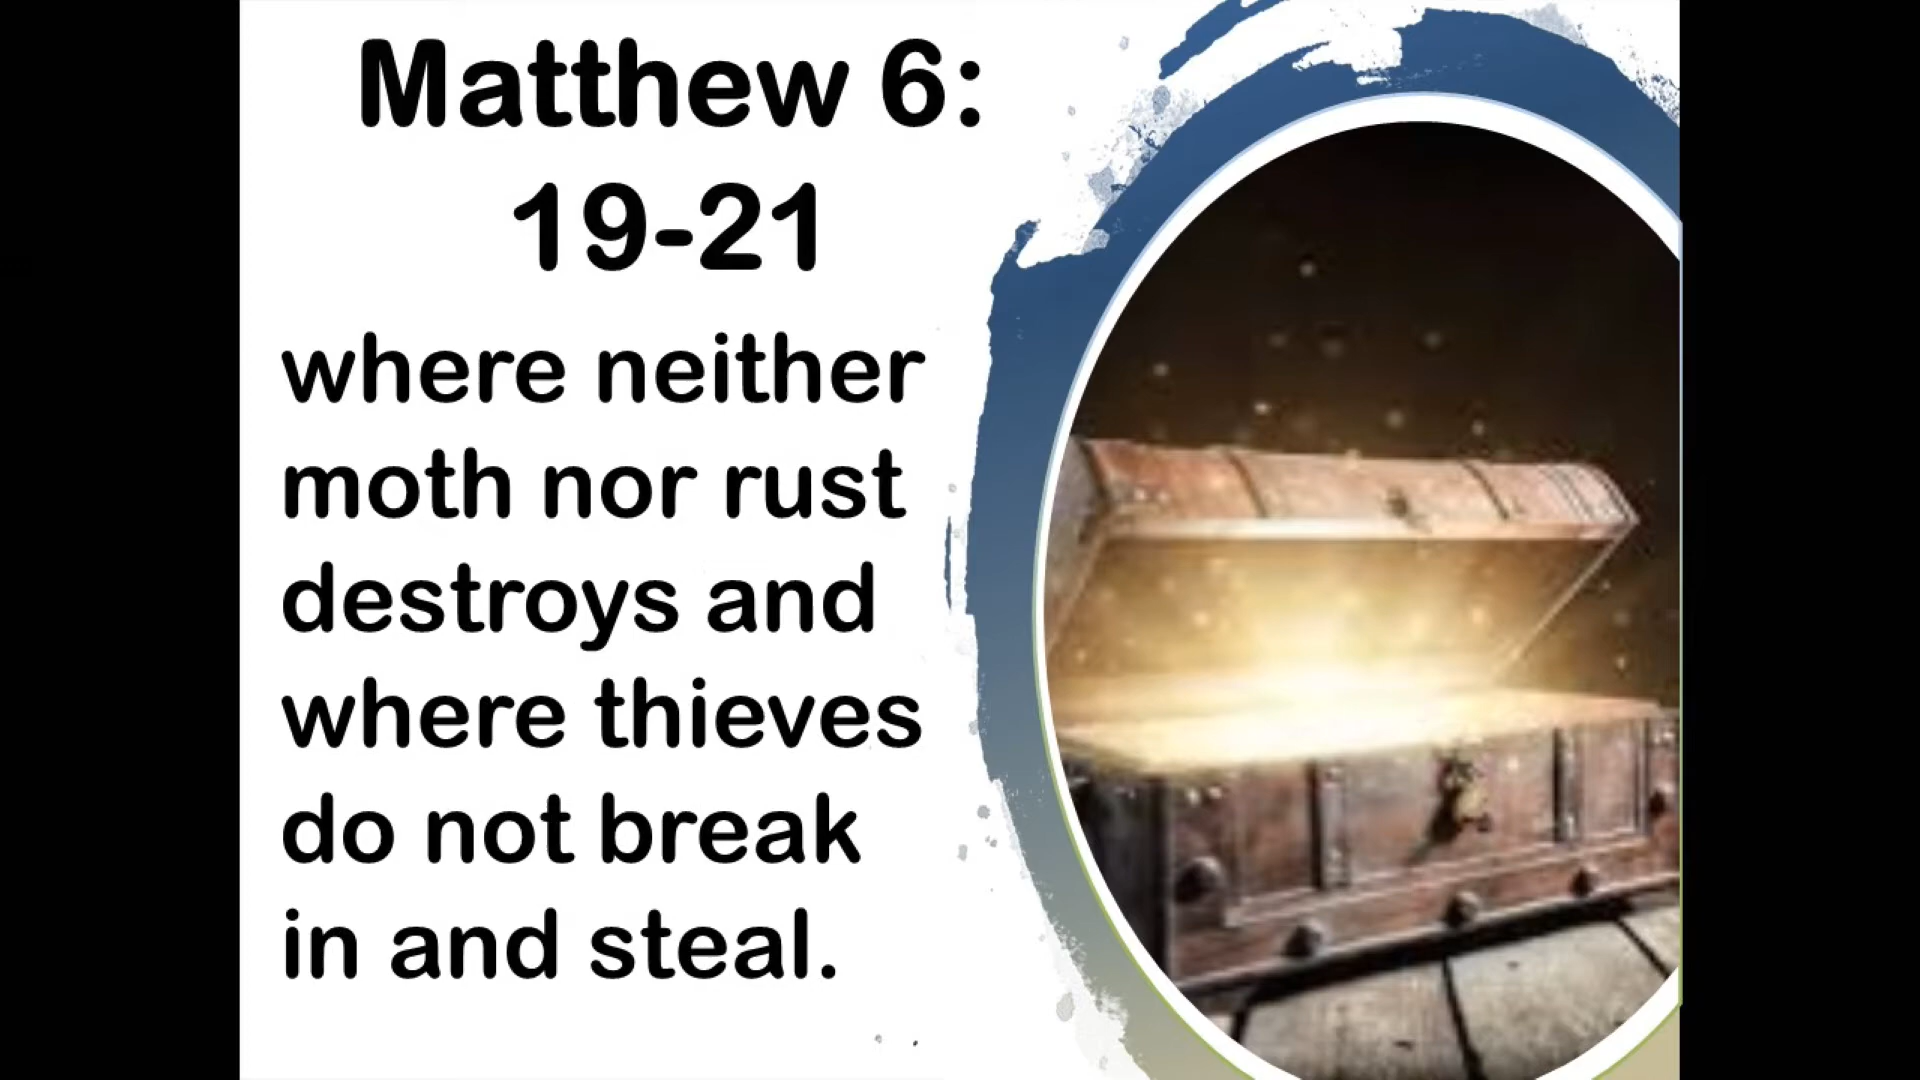 Matthew 6:
19-21
where neither
moth nor rust
destroys and
where thieves
do not break
in and steal.